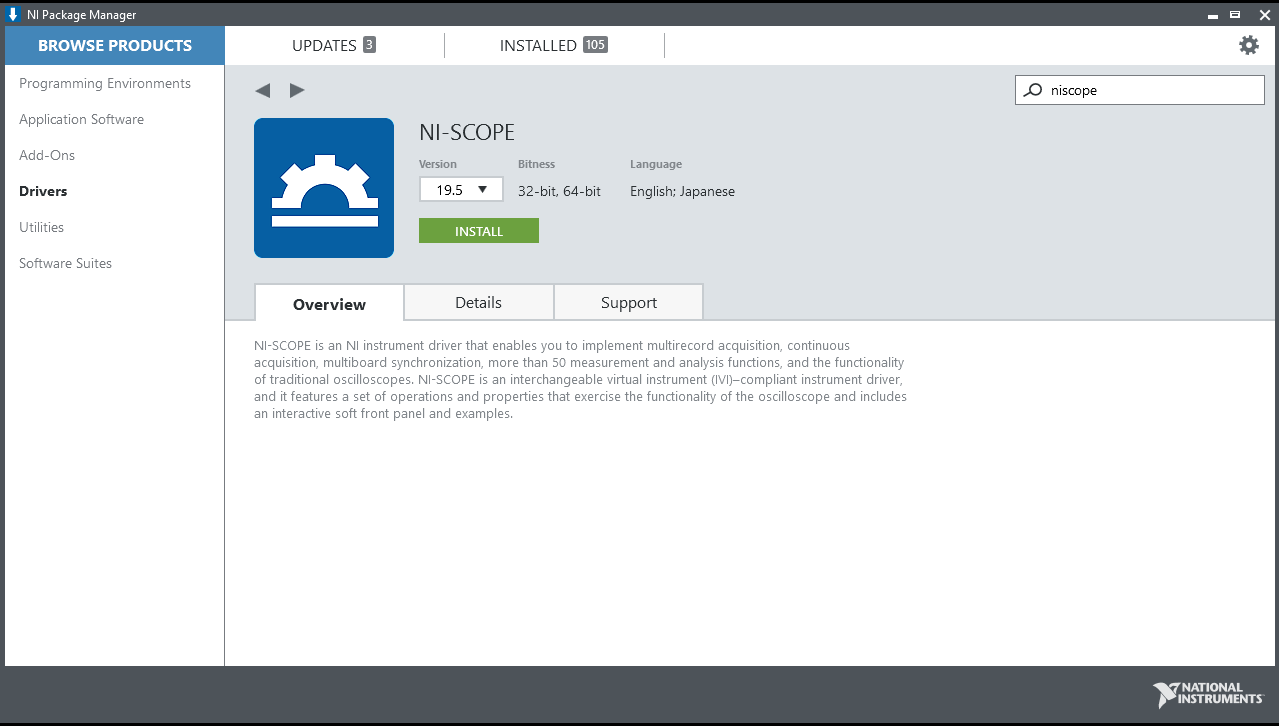 NI Package Manager
BROWSE PRODUCTS
UPDATES 3
INSTALLED 105
Programming Environments
Application Software
Add-Ons
Drivers
Utilities
Software Suites
niscope
NI-SCOPE
Version Bitness Language
19.5 32-bit, 64-bit English; Japanese
INSTALL
Overview Details Support
NI-SCOPE is an NI instrument driver that enables you to implement multirecord acquisition, continuous
acquisition, multiboard synchronization, more than 50 measurement and analysis functions, and the functionality
of traditional oscilloscopes. NI-SCOPE is an interchangeable virtual instrument (IVI)–compliant instrument driver,
and it features a set of operations and properties that exercise the functionality of the oscilloscope and includes
an interactive soft front panel and examples.
NATIONAL
INSTRUMENTS